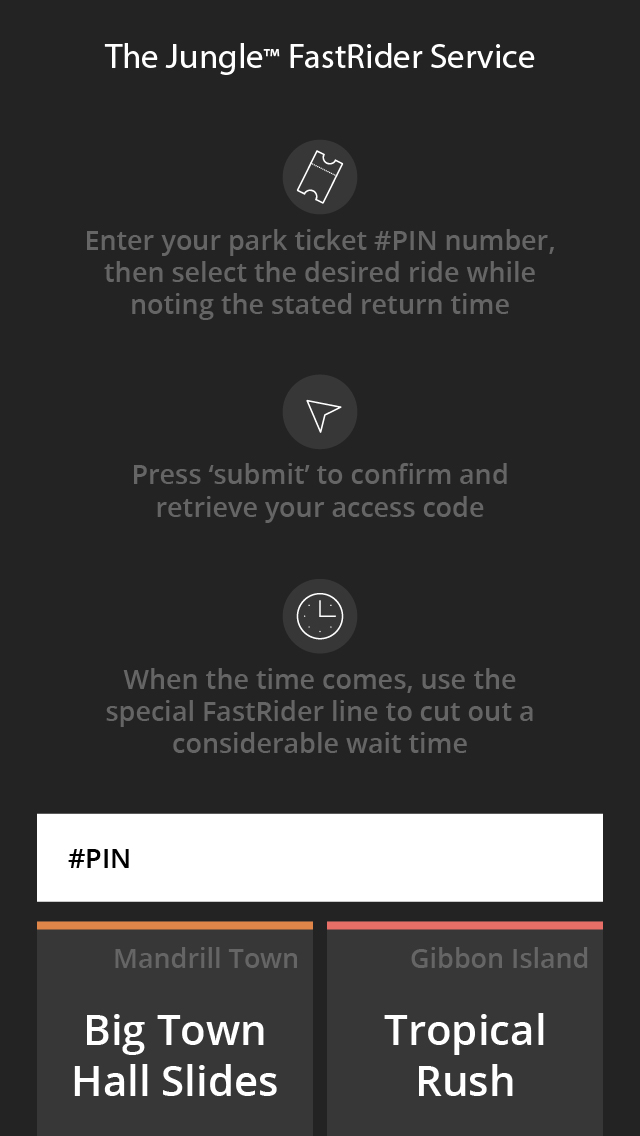 The Jungle™ FastRider Service
Enter your park ticket #PIN number,
then select the desired ride while
noting the stated return time
Press ‘submit’ to confirm and
retrieve your access code
When the time comes, use the
special FastRider line to cut out a
considerable wait time
#PIN
Mandrill Town
Big Town
Hall Slides
Gibbon Island
Tropical
Rush